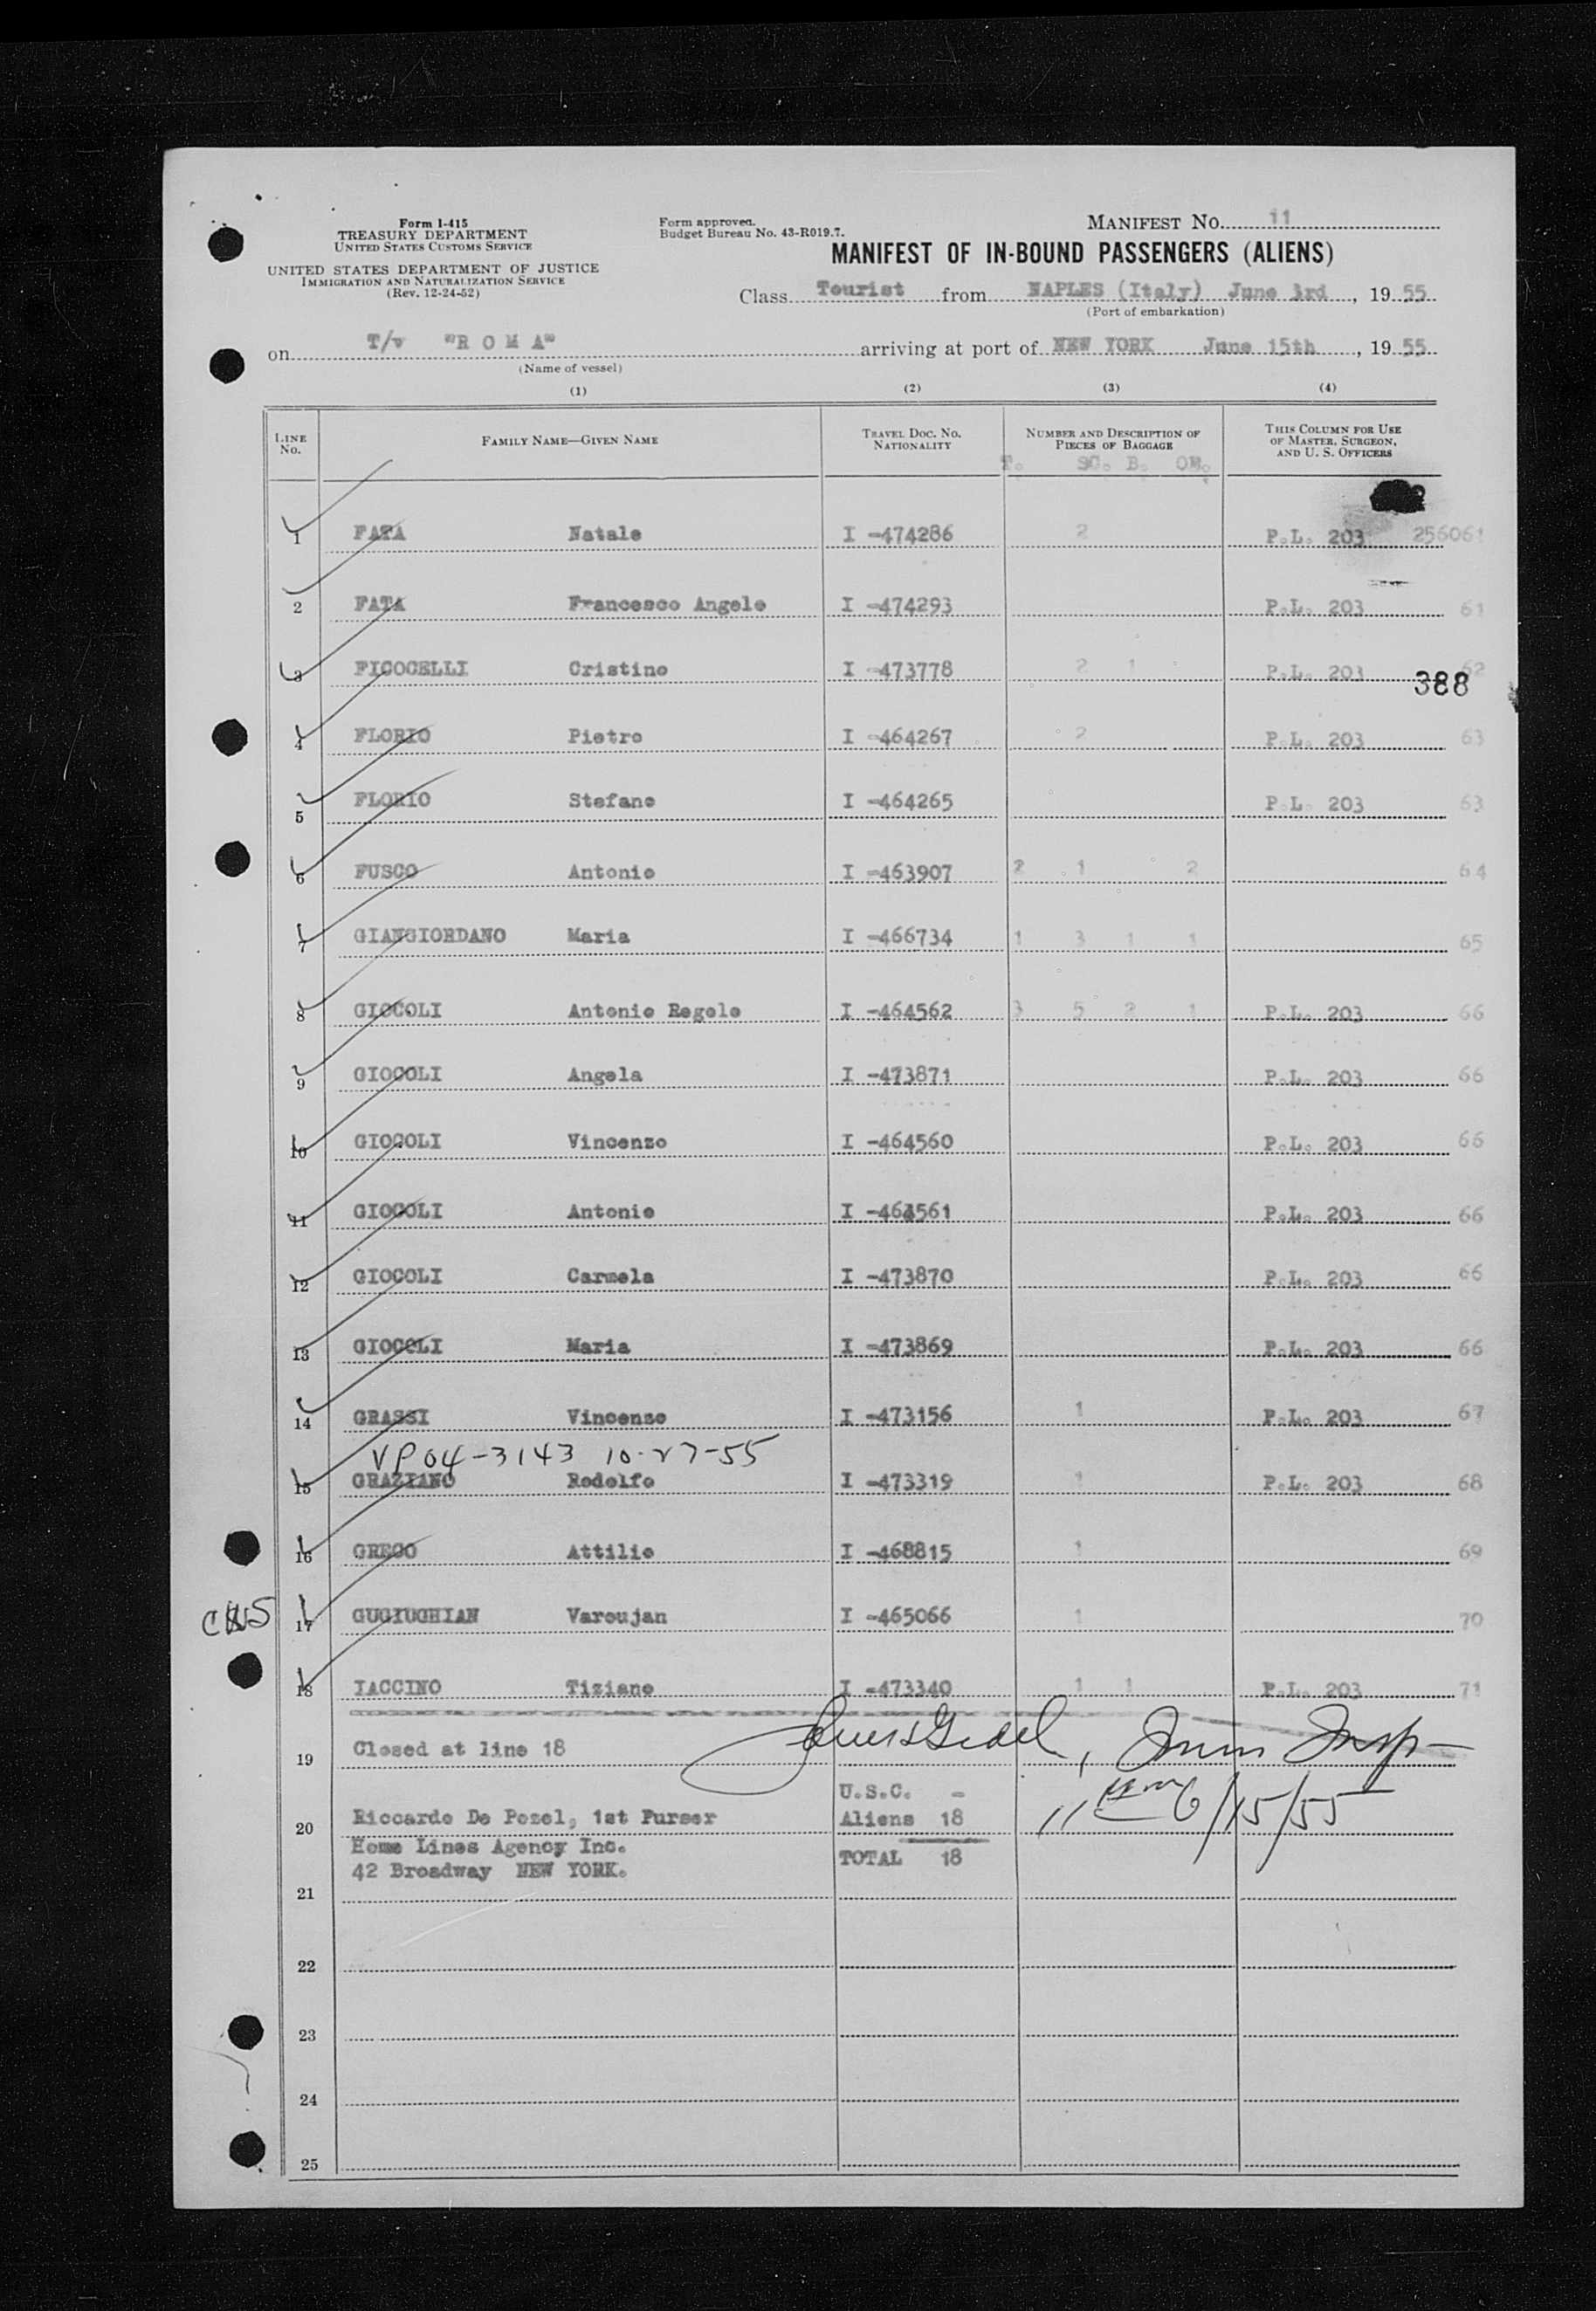 Form I-415
TREASURY DEPARTMENT
UNITED STATES CUSTOMS SERVICE
UNITED STATES DEPARTMENT OF JUSTICE
IMMIGRATION AND NATURALIZATION SERVICE
(Rev. 12-24-52)
Form approved.
Budget Bureau No. 43-R019.7.
MANIFEST NO. 11
MANIFEST OF IN-BOUND PASSENGERS (ALIENS)
Class Tourist from NAPLES (Italy) June 3rd, 19 55
(Port of embarkation)
on T/v "R O M A" arriving at port of NEW YORK June 15th, 19 55
(Name of vessel)
(1) (2) (3) (4)
LINE NO. FAMILY NAME—GIVEN NAME TRAVEL DOC. NO. NATIONALITY NUMBER AND DESCRIPTION OF PIECES OF BAGGAGE THIS COLUMN FOR USE OF MASTER, SURGEON, AND U. S. OFFICERS
T. SC. B. OB.
1 FATA Natale I -474286 2 P.L. 203 256061
2 FATA Francesco Angelo I -474293 P.L. 203 61
3 FICOCELLI Cristino I -473778 2 1 P.L. 203 62
388
4 FLORIO Pietro I -464267 2 P.L. 203 63
5 FLORIO Stefano I -464265 P.L. 203 63
6 FUSCO Antonio I -463907 2 1 2 64
7 GIANGIORDANO Maria I -466734 1 3 1 1 65
8 GIOCOLI Antonio Regolo I -464562 3 5 2 1 P.L. 203 66
9 GIOCOLI Angela I -473871 P.L. 203 66
10 GIOCOLI Vincenzo I -464560 P.L. 203 66
11 GIOCOLI Antonio I -464561 P.L. 203 66
12 GIOCOLI Carmela I -473870 P.L. 203 66
13 GIOCOLI Maria I -473869 P.L. 203 66
14 GRASSI Vincenzo I -473156 1 P.L. 203 67
VP 04-3143 10-27-55
15 GRAZIANO Rodolfo I -473319 1 P.L. 203 68
16 GRECO Attilio I -468815 1 69
17 GUGIUGHIAN Varoujan I -465066 1 70
18 IACCINO Tiziano I -473340 1 1 P.L. 203 71
19 Closed at line 18
Imm Insp
U.S.C. -
20 Riccardo De Pozel, 1st Purser Aliens 18
6/15/55
Home Lines Agency Inc.
42 Broadway NEW YORK. TOTAL 18
21
22
23
24
25